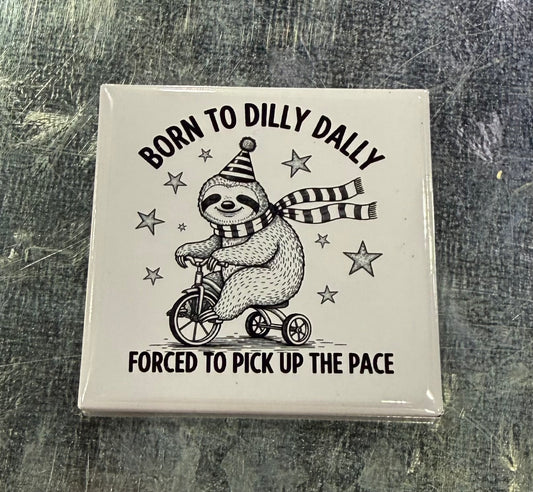 BORN TO DILLY DALLY
FORCED TO PICK UP THE PACE